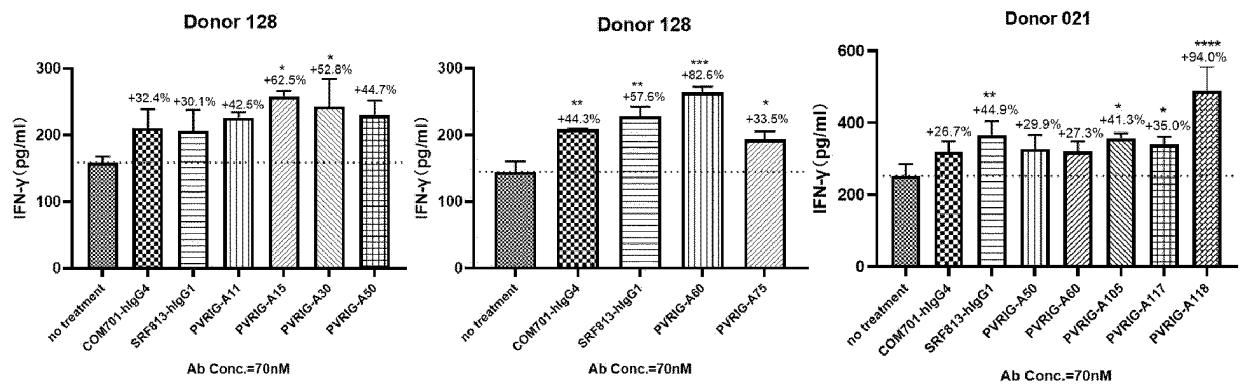 Donor 128
IFN-γ (pg/ml)
300
200
100
0
+32.4%
+30.1%
+42.6%
*
+62.5%
*
+52.8%
+44.7%
no treatment
COM701-hIgG4
SRF813-hIgG1
PVRIG-A11
PVRIG-A15
PVRIG-A30
PVRIG-A50
Ab Conc.=70nM
Donor 128
IFN-γ (pg/ml)
300
200
100
0
**
+44.3%
**
+57.6%
***
+82.6%
*
+33.5%
no treatment
COM701-hIgG4
SRF813-hIgG1
PVRIG-A60
PVRIG-A75
Ab Conc.=70nM
Donor 021
IFN-γ (pg/ml)
600
400
200
0
+26.7%
**
+44.9%
+29.9%
+27.3%
*
+41.3%
*
+35.0%
****
+94.0%
no treatment
COM701-hIgG4
SRF813-hIgG1
PVRIG-A50
PVRIG-A60
PVRIG-A105
PVRIG-A117
PVRIG-A118
Ab Conc.=70nM